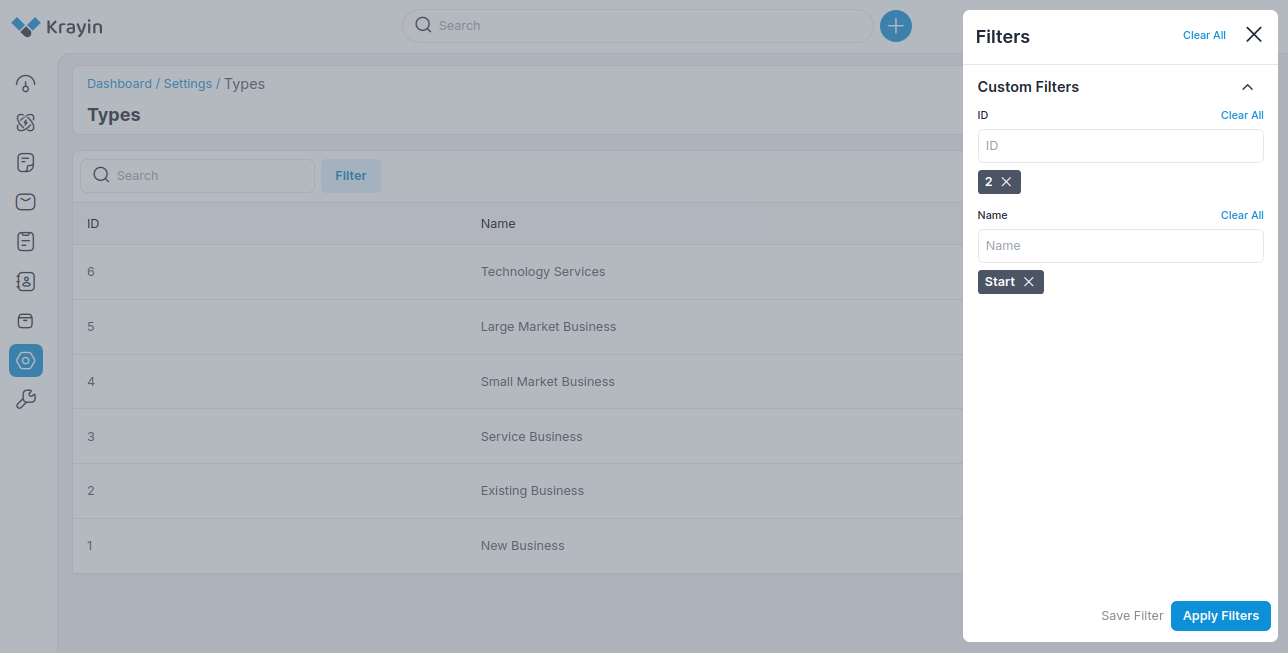 Krayin
Search
Dashboard / Settings / Types
Types
Search
Filter
ID Name
6 Technology Services
5 Large Market Business
4 Small Market Business
3 Service Business
2 Existing Business
1 New Business
Filters Clear All
Custom Filters
ID Clear All
ID
2
Name Clear All
Name
Start
Save Filter Apply Filters